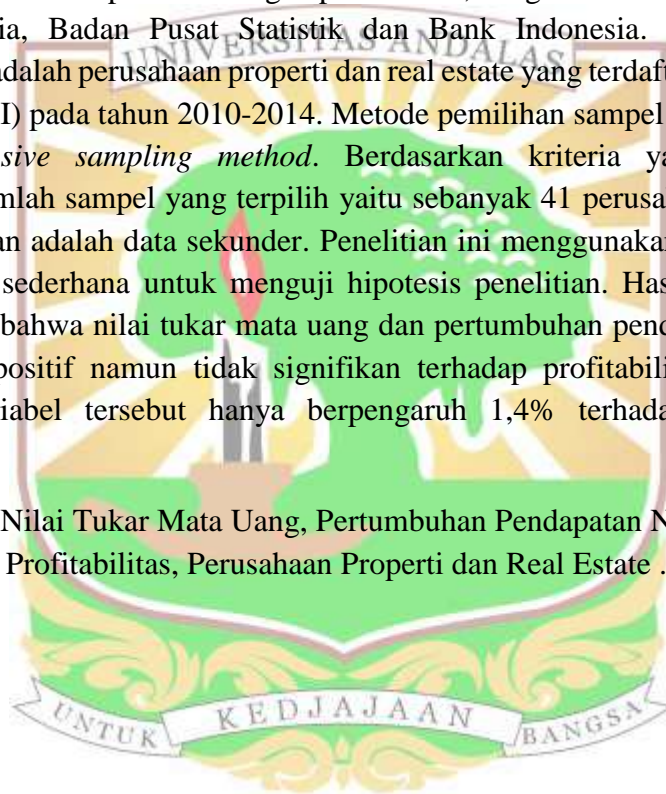 ia, Badan Pusat Statistik dan Bank Indonesia.
UNIVERSITAS ANDALAS
adalah perusahaan properti dan real estate yang terdaft
I) pada tahun 2010-2014. Metode pemilihan sampel
sive sampling method. Berdasarkan kriteria ya
mlah sampel yang terpilih yaitu sebanyak 41 perusa
an adalah data sekunder. Penelitian ini menggunakan
sederhana untuk menguji hipotesis penelitian. Has
bahwa nilai tukar mata uang dan pertumbuhan pend
positif namun tidak signifikan terhadap profitabili
iabel tersebut hanya berpengaruh 1,4% terhada
Nilai Tukar Mata Uang, Pertumbuhan Pendapatan N
Profitabilitas, Perusahaan Properti dan Real Estate .
UNTUK KEDJAJAAN BANGSA